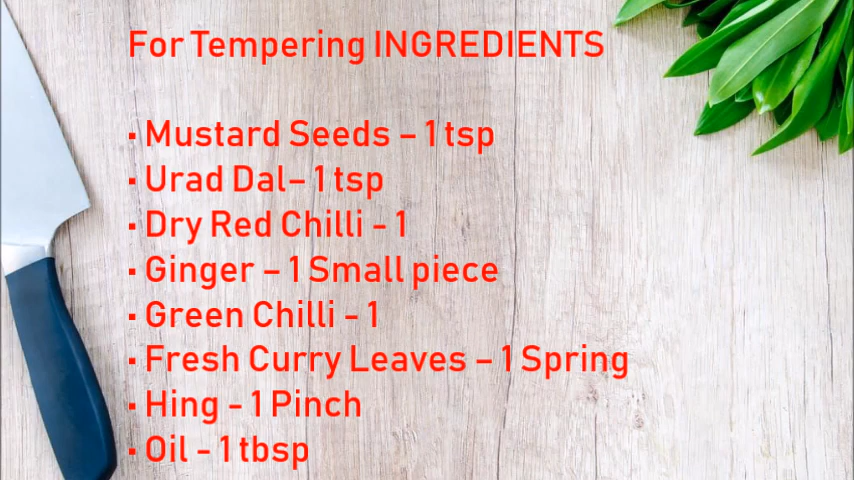 For Tempering INGREDIENTS
▪ Mustard Seeds – 1 tsp
▪ Urad Dal– 1 tsp
▪ Dry Red Chilli - 1
▪ Ginger – 1 Small piece
▪ Green Chilli - 1
▪ Fresh Curry Leaves – 1 Spring
▪ Hing - 1 Pinch
▪ Oil - 1 tbsp